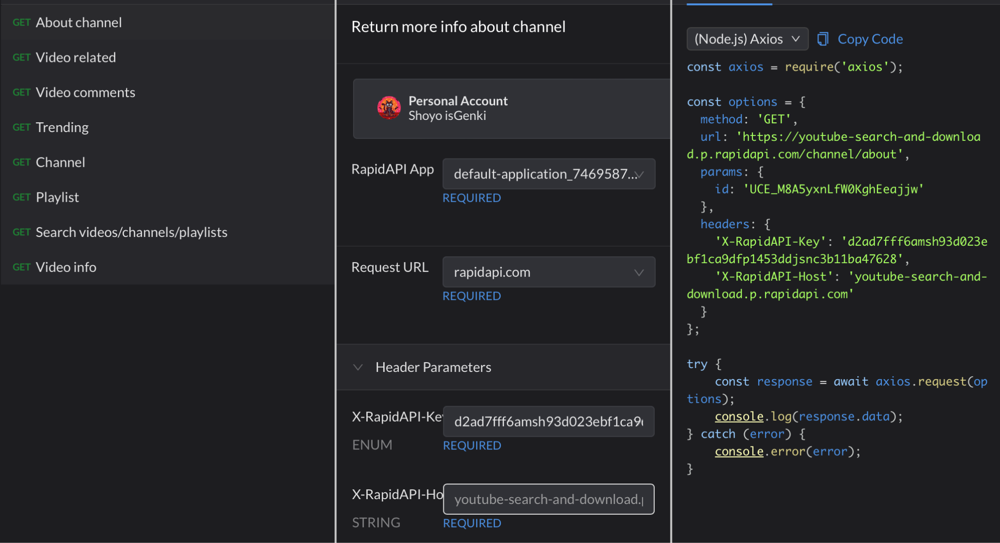 GET About channel
GET Video related
GET Video comments
GET Trending
GET Channel
GET Playlist
GET Search videos/channels/playlists
GET Video info
Return more info about channel
Personal Account
Shoyo isGenki
RapidAPI App
default-application_7469587...
REQUIRED
Request URL
rapidapi.com
REQUIRED
Header Parameters
X-RapidAPI-Key
d2ad7fff6amsh93d023ebf1ca9
ENUM
REQUIRED
X-RapidAPI-Ho
youtube-search-and-download.p
STRING
REQUIRED
(Node.js) Axios
Copy Code
const axios = require('axios');
const options = {
  method: 'GET',
  url: 'https://youtube-search-and-downloa
d.p.rapidapi.com/channel/about',
  params: {
    id: 'UCE_M8A5yxnLfW0KghEeajjw'
  },
  headers: {
    'X-RapidAPI-Key': 'd2ad7fff6amsh93d023e
bf1ca9dfp1453ddjsnc3b11ba47628',
    'X-RapidAPI-Host': 'youtube-search-and-
download.p.rapidapi.com'
  }
};
try {
    const response = await axios.request(op
tions);
    console.log(response.data);
} catch (error) {
    console.error(error);
}